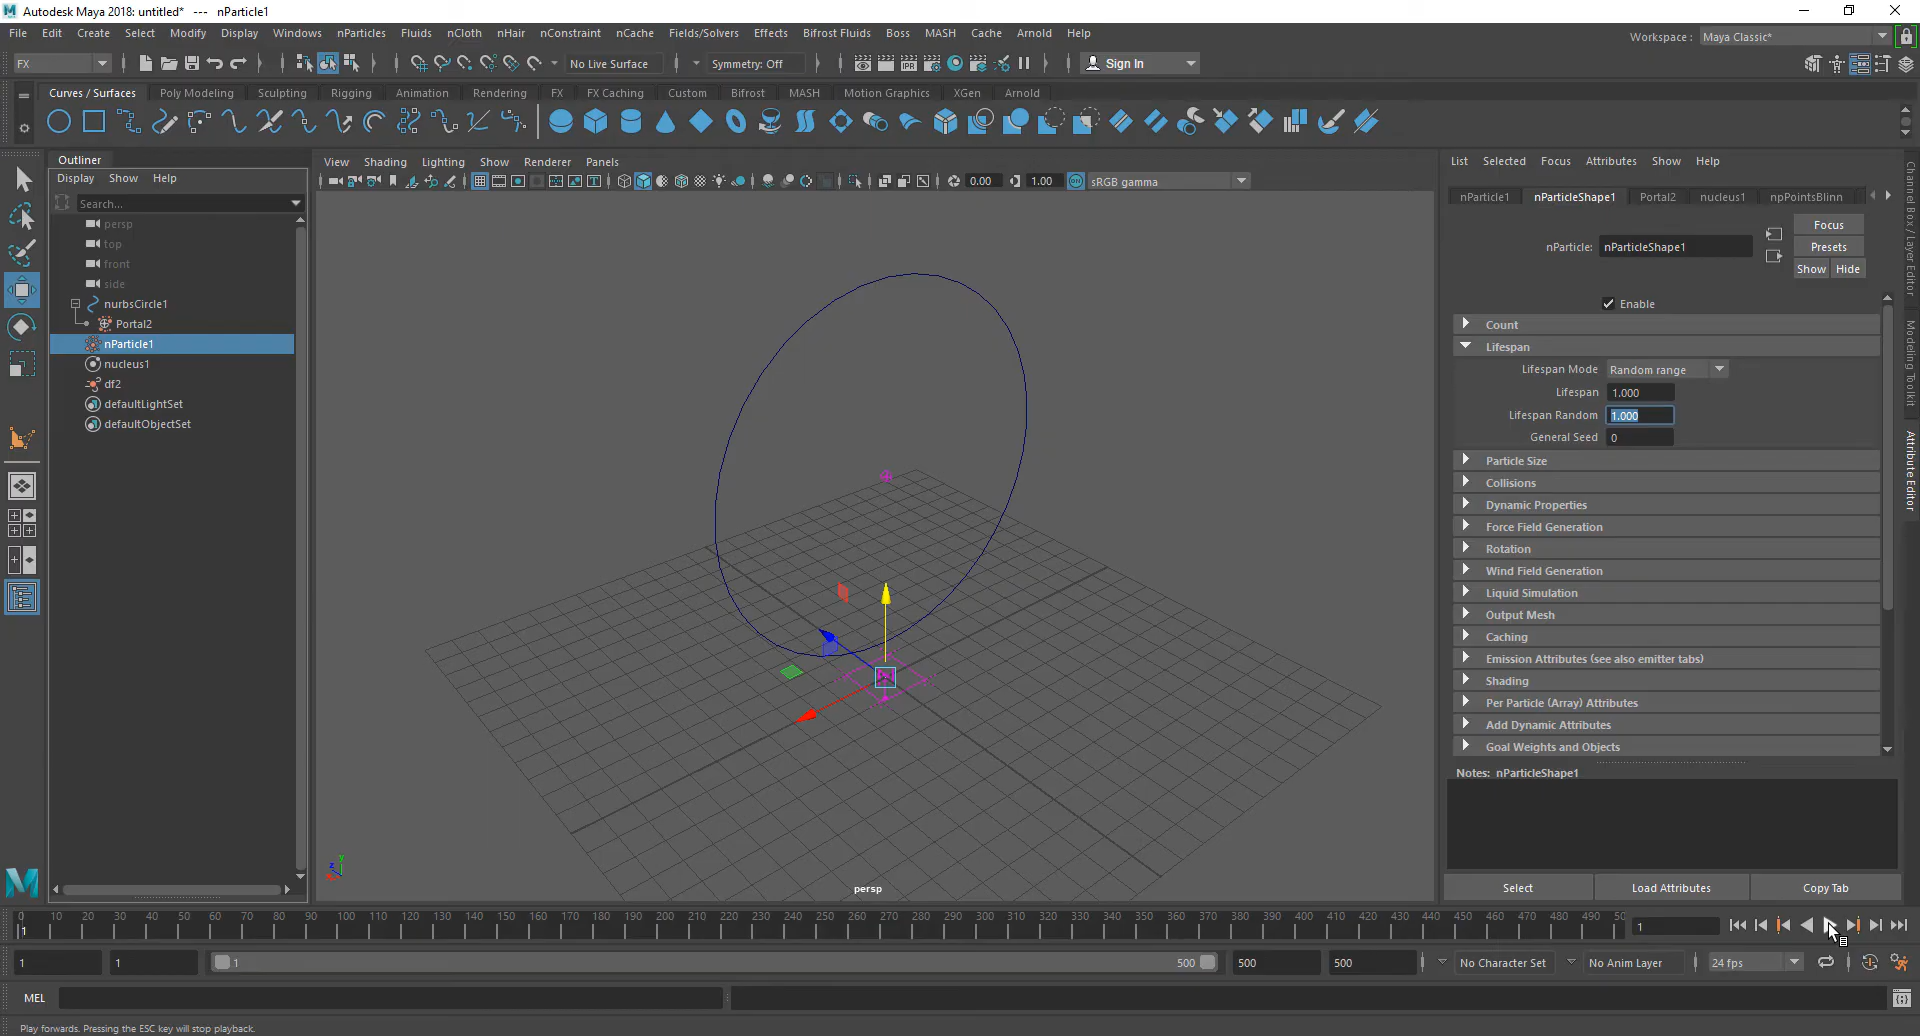 Autodesk Maya 2018: untitled* --- nParticle1
File Edit Create Select Modify Display Windows nParticles Fluids nCloth nHair nConstraint nCache Fields/Solvers Effects Bifrost Fluids Boss MASH Cache Arnold Help
Workspace : Maya Classic*
FX No Live Surface Symmetry: Off IPR Sign In
Curves / Surfaces Poly Modeling Sculpting Rigging Animation Rendering FX FX Caching Custom Bifrost MASH Motion Graphics XGen Arnold
Outliner
Display Show Help
Search...
persp
top
front
side
nurbsCircle1
Portal2
nParticle1
nucleus1
df2
defaultLightSet
defaultObjectSet
View Shading Lighting Show Renderer Panels
0.00 1.00 ON sRGB gamma
y
z
persp
List Selected Focus Attributes Show Help
nParticle1 nParticleShape1 Portal2 nucleus1 npPointsBlinn
Focus
nParticle: nParticleShape1 Presets
Show Hide
Enable
Count
Lifespan
Lifespan Mode Random range
Lifespan 1.000
Lifespan Random 1.000
General Seed 0
Particle Size
Collisions
Dynamic Properties
Force Field Generation
Rotation
Wind Field Generation
Liquid Simulation
Output Mesh
Caching
Emission Attributes (see also emitter tabs)
Shading
Per Particle (Array) Attributes
Add Dynamic Attributes
Goal Weights and Objects
Notes: nParticleShape1
Select Load Attributes Copy Tab
Channel Box / Layer Editor
Modeling Toolkit
Attribute Editor
0 10 20 30 40 50 60 70 80 90 100 110 120 130 140 150 160 170 180 190 200 210 220 230 240 250 260 270 280 290 300 310 320 330 340 350 360 370 380 390 400 410 420 430 440 450 460 470 480 490 50
1 1
1 1 1 500 500 500 No Character Set No Anim Layer 24 fps
MEL
Play forwards. Pressing the ESC key will stop playback.